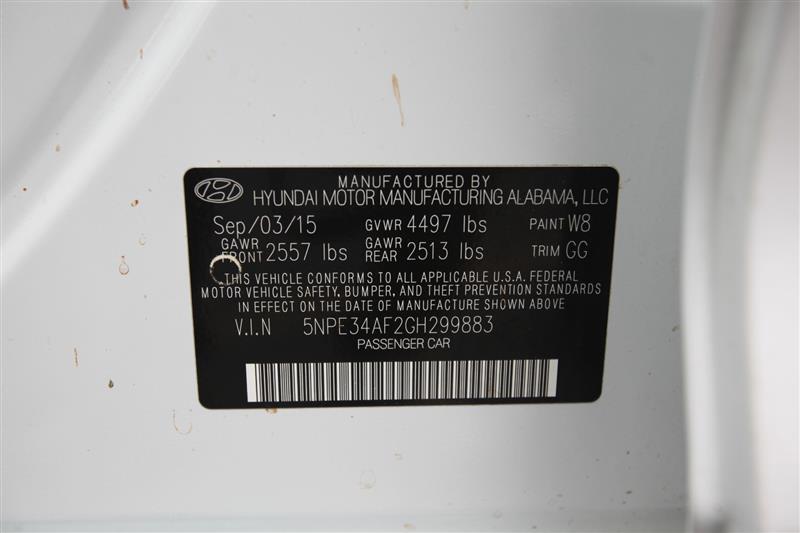 MANUFACTURED BY
HYUNDAI MOTOR MANUFACTURING ALABAMA, LLC
Sep/03/15 GVWR 4497 lbs PAINT W8
GAWR FRONT 2557 lbs GAWR REAR 2513 lbs TRIM GG
THIS VEHICLE CONFORMS TO ALL APPLICABLE U.S.A. FEDERAL
MOTOR VEHICLE SAFETY, BUMPER, AND THEFT PREVENTION STANDARDS
IN EFFECT ON THE DATE OF MANUFACTURE SHOWN ABOVE
V.I.N 5NPE34AF2GH299883
PASSENGER CAR